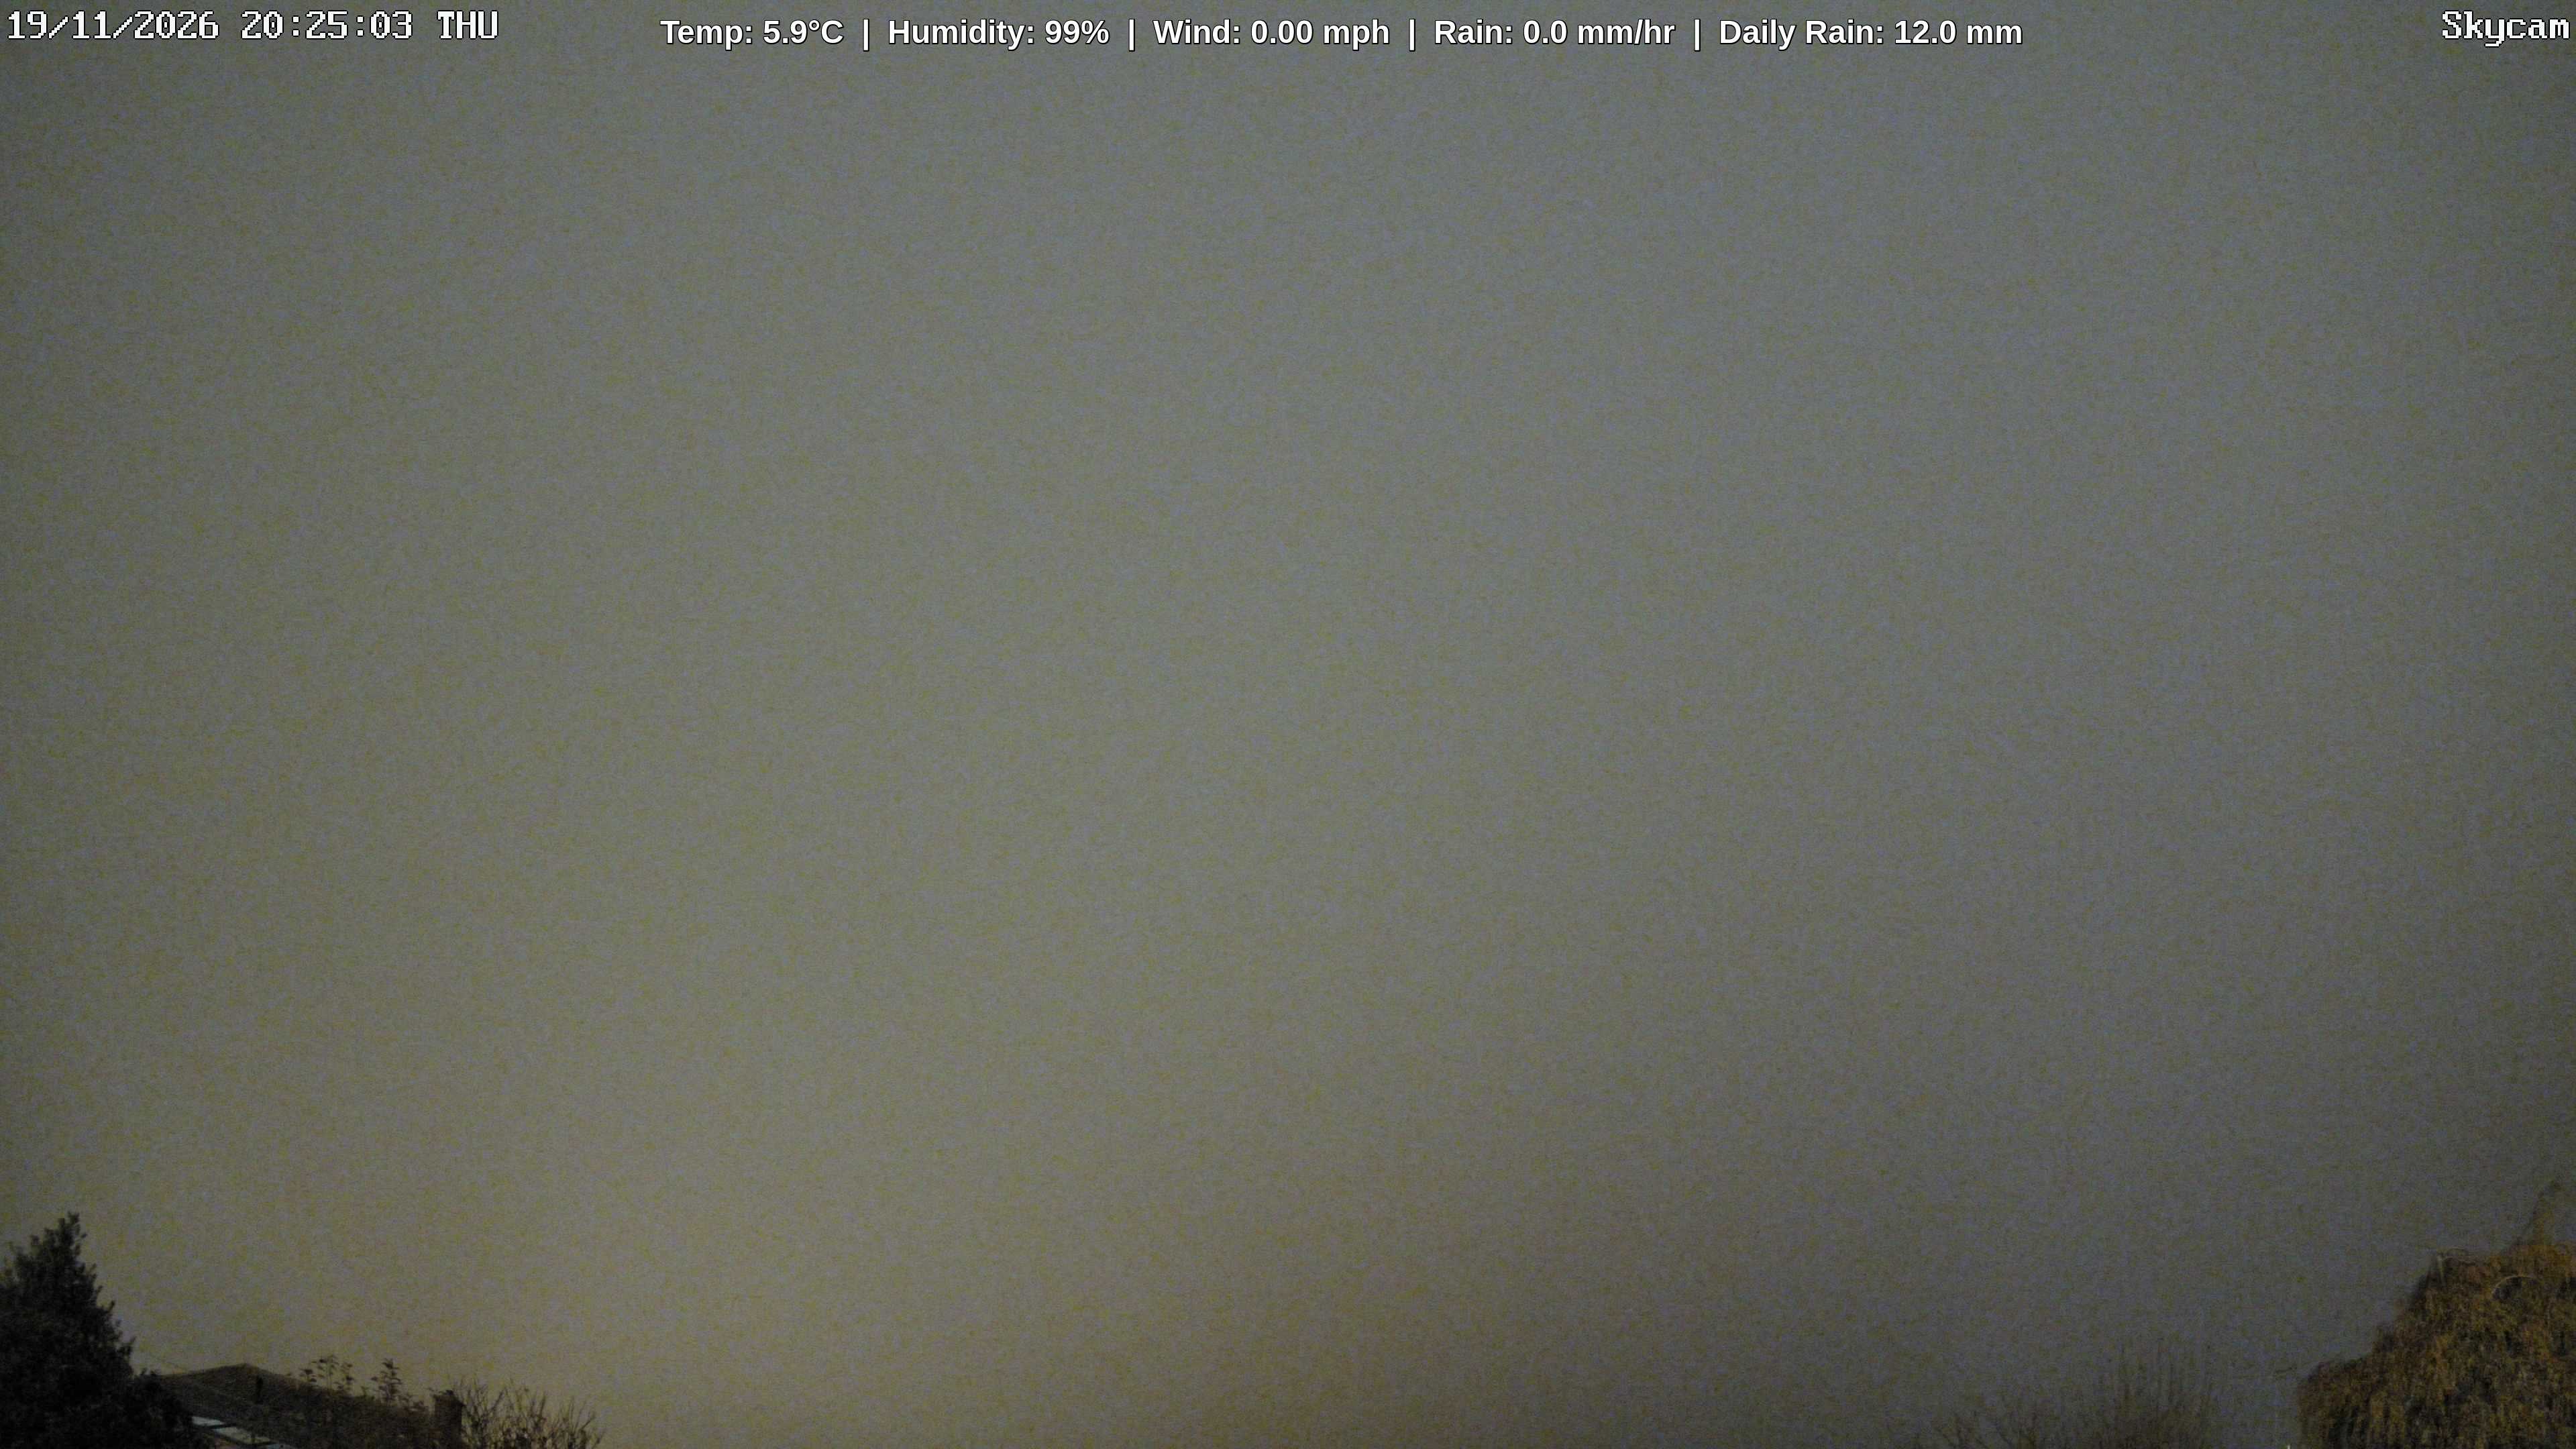 19/11/2026 20:25:03 THU
Temp: 5.9°C | Humidity: 99% | Wind: 0.00 mph | Rain: 0.0 mm/hr | Daily Rain: 12.0 mm
Skycam